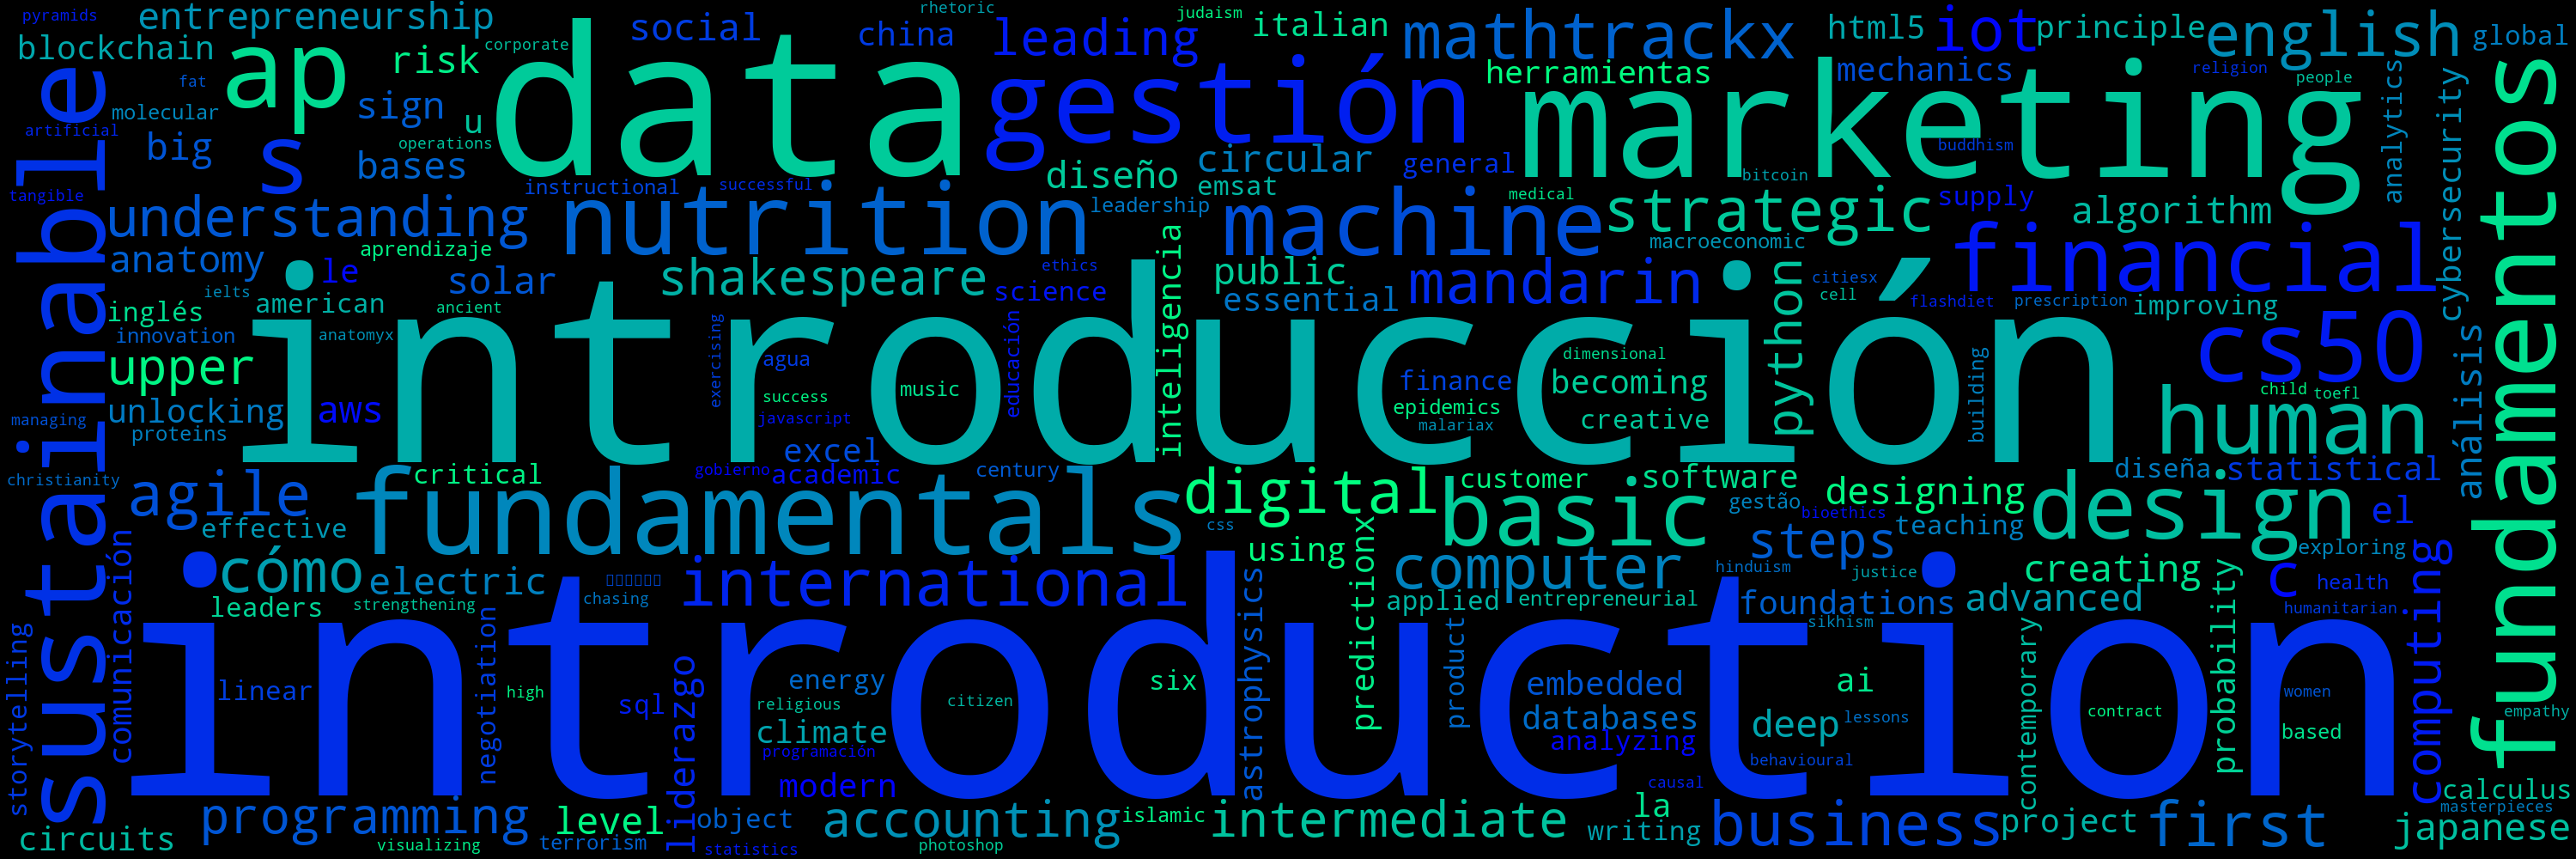 pyramids
entrepreneurship
rhetoric
judaism
italian
mathtrackx
html5
iot
principle
english
global
blockchain
ap
risk
corporate
social
china
leading
data
gestión
herramientas
marketing
mechanics
religion
people
analytics
cybersecurity
fundamentos
sustainable
fat
molecular
sign
u
artificial
big
s
operations
bases
diseño
circular
emsat
general
buddhism
bitcoin
tangible
instructional
successful
understanding
nutrition
leadership
machine
medical
strategic
supply
algorithm
aprendizaje
macroeconomic
financial
anatomy
le
solar
shakespeare
ethics
science
inteligencia
public
essential
mandarin
python
citiesx
cell
flashdiet
prescription
improving
ielts
inglés
american
ancient
introducción
cs50
análisis
innovation
anatomyx
exercising
agua
educación
dimensional
building
upper
success
music
finance
becoming
human
child
toefl
unlocking
aws
javascript
epidemics
creative
malariax
managing
proteins
excel
christianity
critical
gobierno
academic
century
digital
customer
software
diseña
statistical
agile
fundamentals
basic
designing
design
gestão
bioethics
el
effective
css
using
predictionx
steps
teaching
exploring
comunicación
cómo
electric
chasing
international
computer
hinduism
justice
creating
c
health
computing
leaders
strengthening
applied
entrepreneurial
foundations
advanced
humanitarian
sikhism
storytelling
negotiation
introduction
astrophysics
product
contemporary
probability
linear
high
sql
liderazgo
energy
religious
citizen
six
embedded
ai
women
databases
deep
lessons
contract
based
empathy
climate
programación
analyzing
behavioural
modern
causal
calculus
masterpieces
programming
level
object
accounting
islamic
intermediate
la
writing
business
project
first
japanese
circuits
visualizing
terrorism
statistics
photoshop